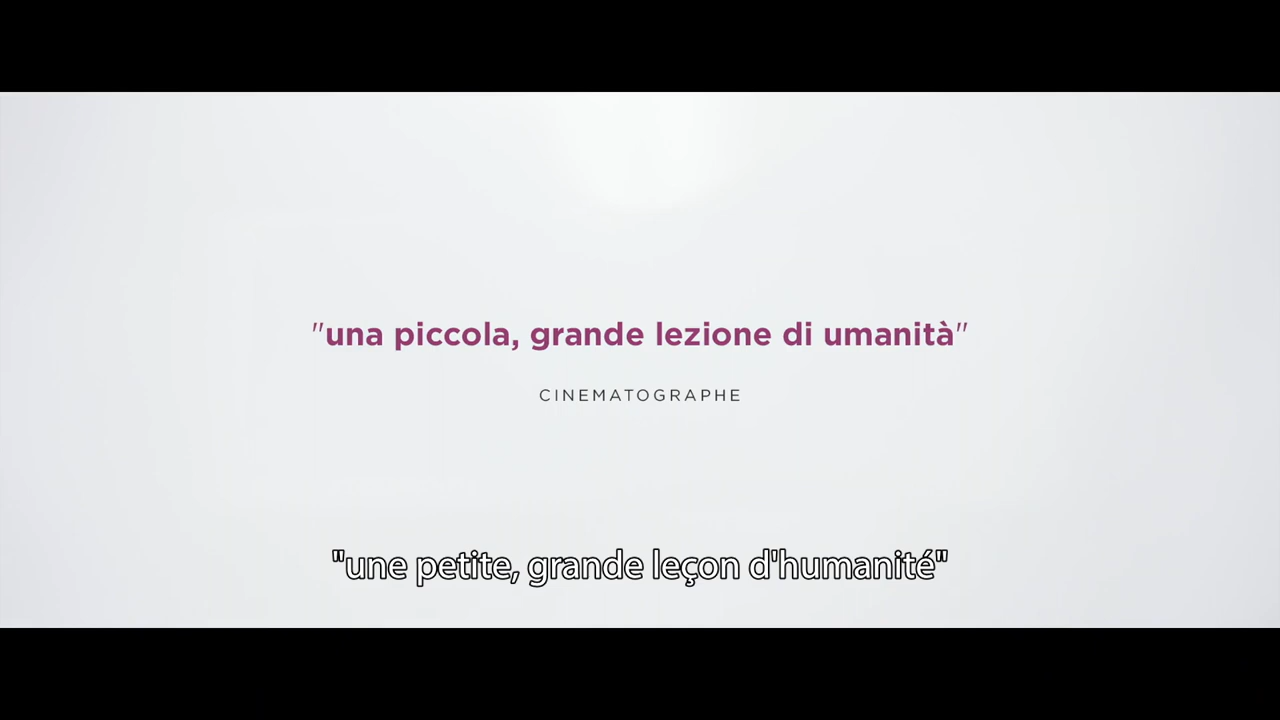 "una piccola, grande lezione di umanità"
CINEMATOGRAPHE
"une petite, grande leçon d'humanité"